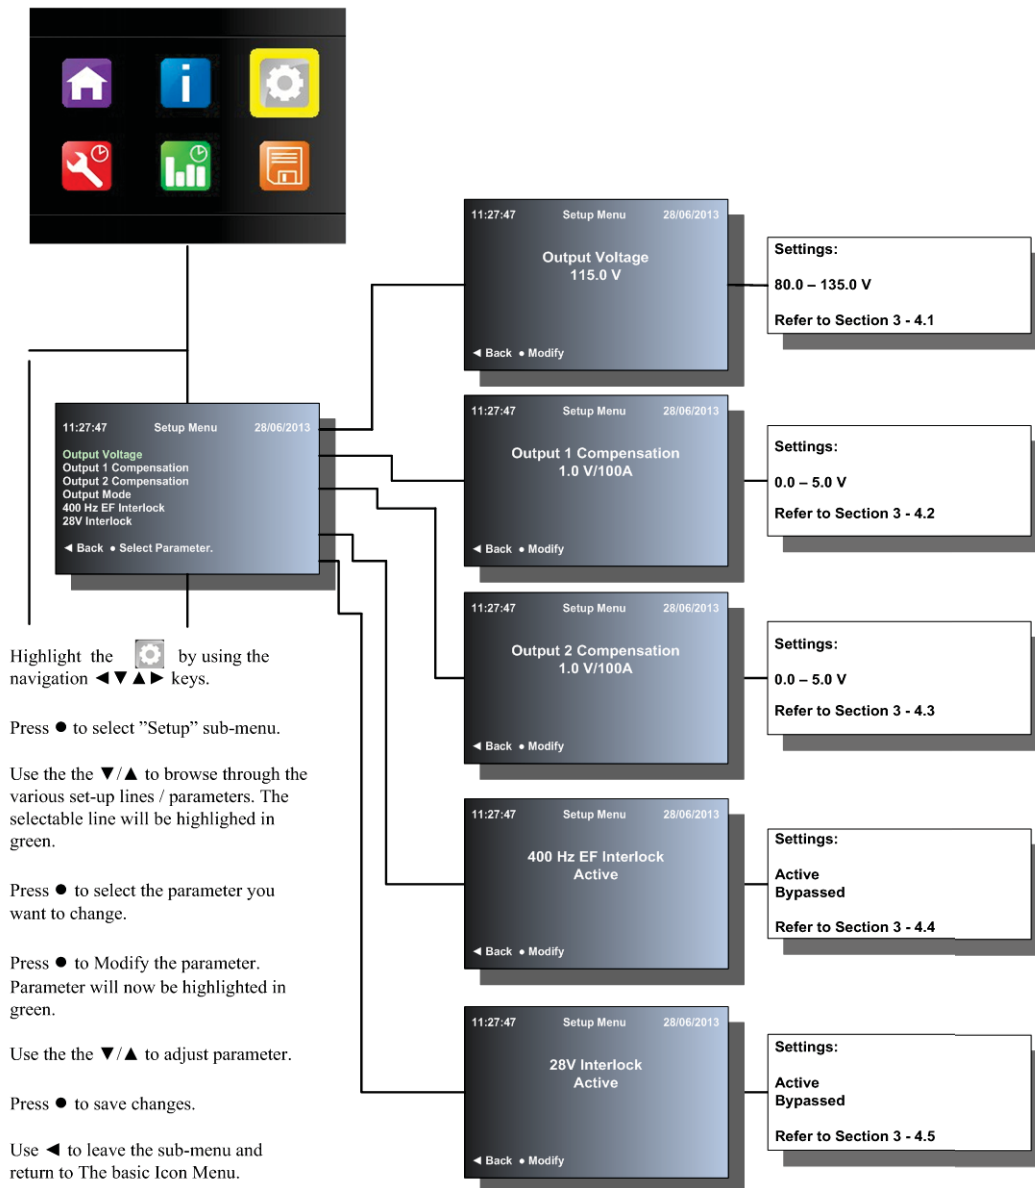 11:27:47 Setup Menu 28/06/2013
Output Voltage
115.0 V
◄ Back ● Modify
Settings:
80.0 – 135.0 V
Refer to Section 3 - 4.1
11:27:47 Setup Menu 28/06/2013
Output Voltage
Output 1 Compensation
Output 2 Compensation
Output Mode
400 Hz EF Interlock
28V Interlock
◄ Back ● Select Parameter.
11:27:47 Setup Menu 28/06/2013
Output 1 Compensation
1.0 V/100A
◄ Back ● Modify
Settings:
0.0 – 5.0 V
Refer to Section 3 - 4.2
11:27:47 Setup Menu 28/06/2013
Output 2 Compensation
1.0 V/100A
◄ Back ● Modify
Settings:
0.0 – 5.0 V
Refer to Section 3 - 4.3
11:27:47 Setup Menu 28/06/2013
400 Hz EF Interlock
Active
◄ Back ● Modify
Settings:
Active
Bypassed
Refer to Section 3 - 4.4
11:27:47 Setup Menu 28/06/2013
28V Interlock
Active
◄ Back ● Modify
Settings:
Active
Bypassed
Refer to Section 3 - 4.5
Highlight the by using the
navigation ◄▼▲► keys.
Press ● to select ”Setup” sub-menu.
Use the the ▼/▲ to browse through the
various set-up lines / parameters. The
selectable line will be highlighed in
green.
Press ● to select the parameter you
want to change.
Press ● to Modify the parameter.
Parameter will now be highlighted in
green.
Use the the ▼/▲ to adjust parameter.
Press ● to save changes.
Use ◄ to leave the sub-menu and
return to The basic Icon Menu.